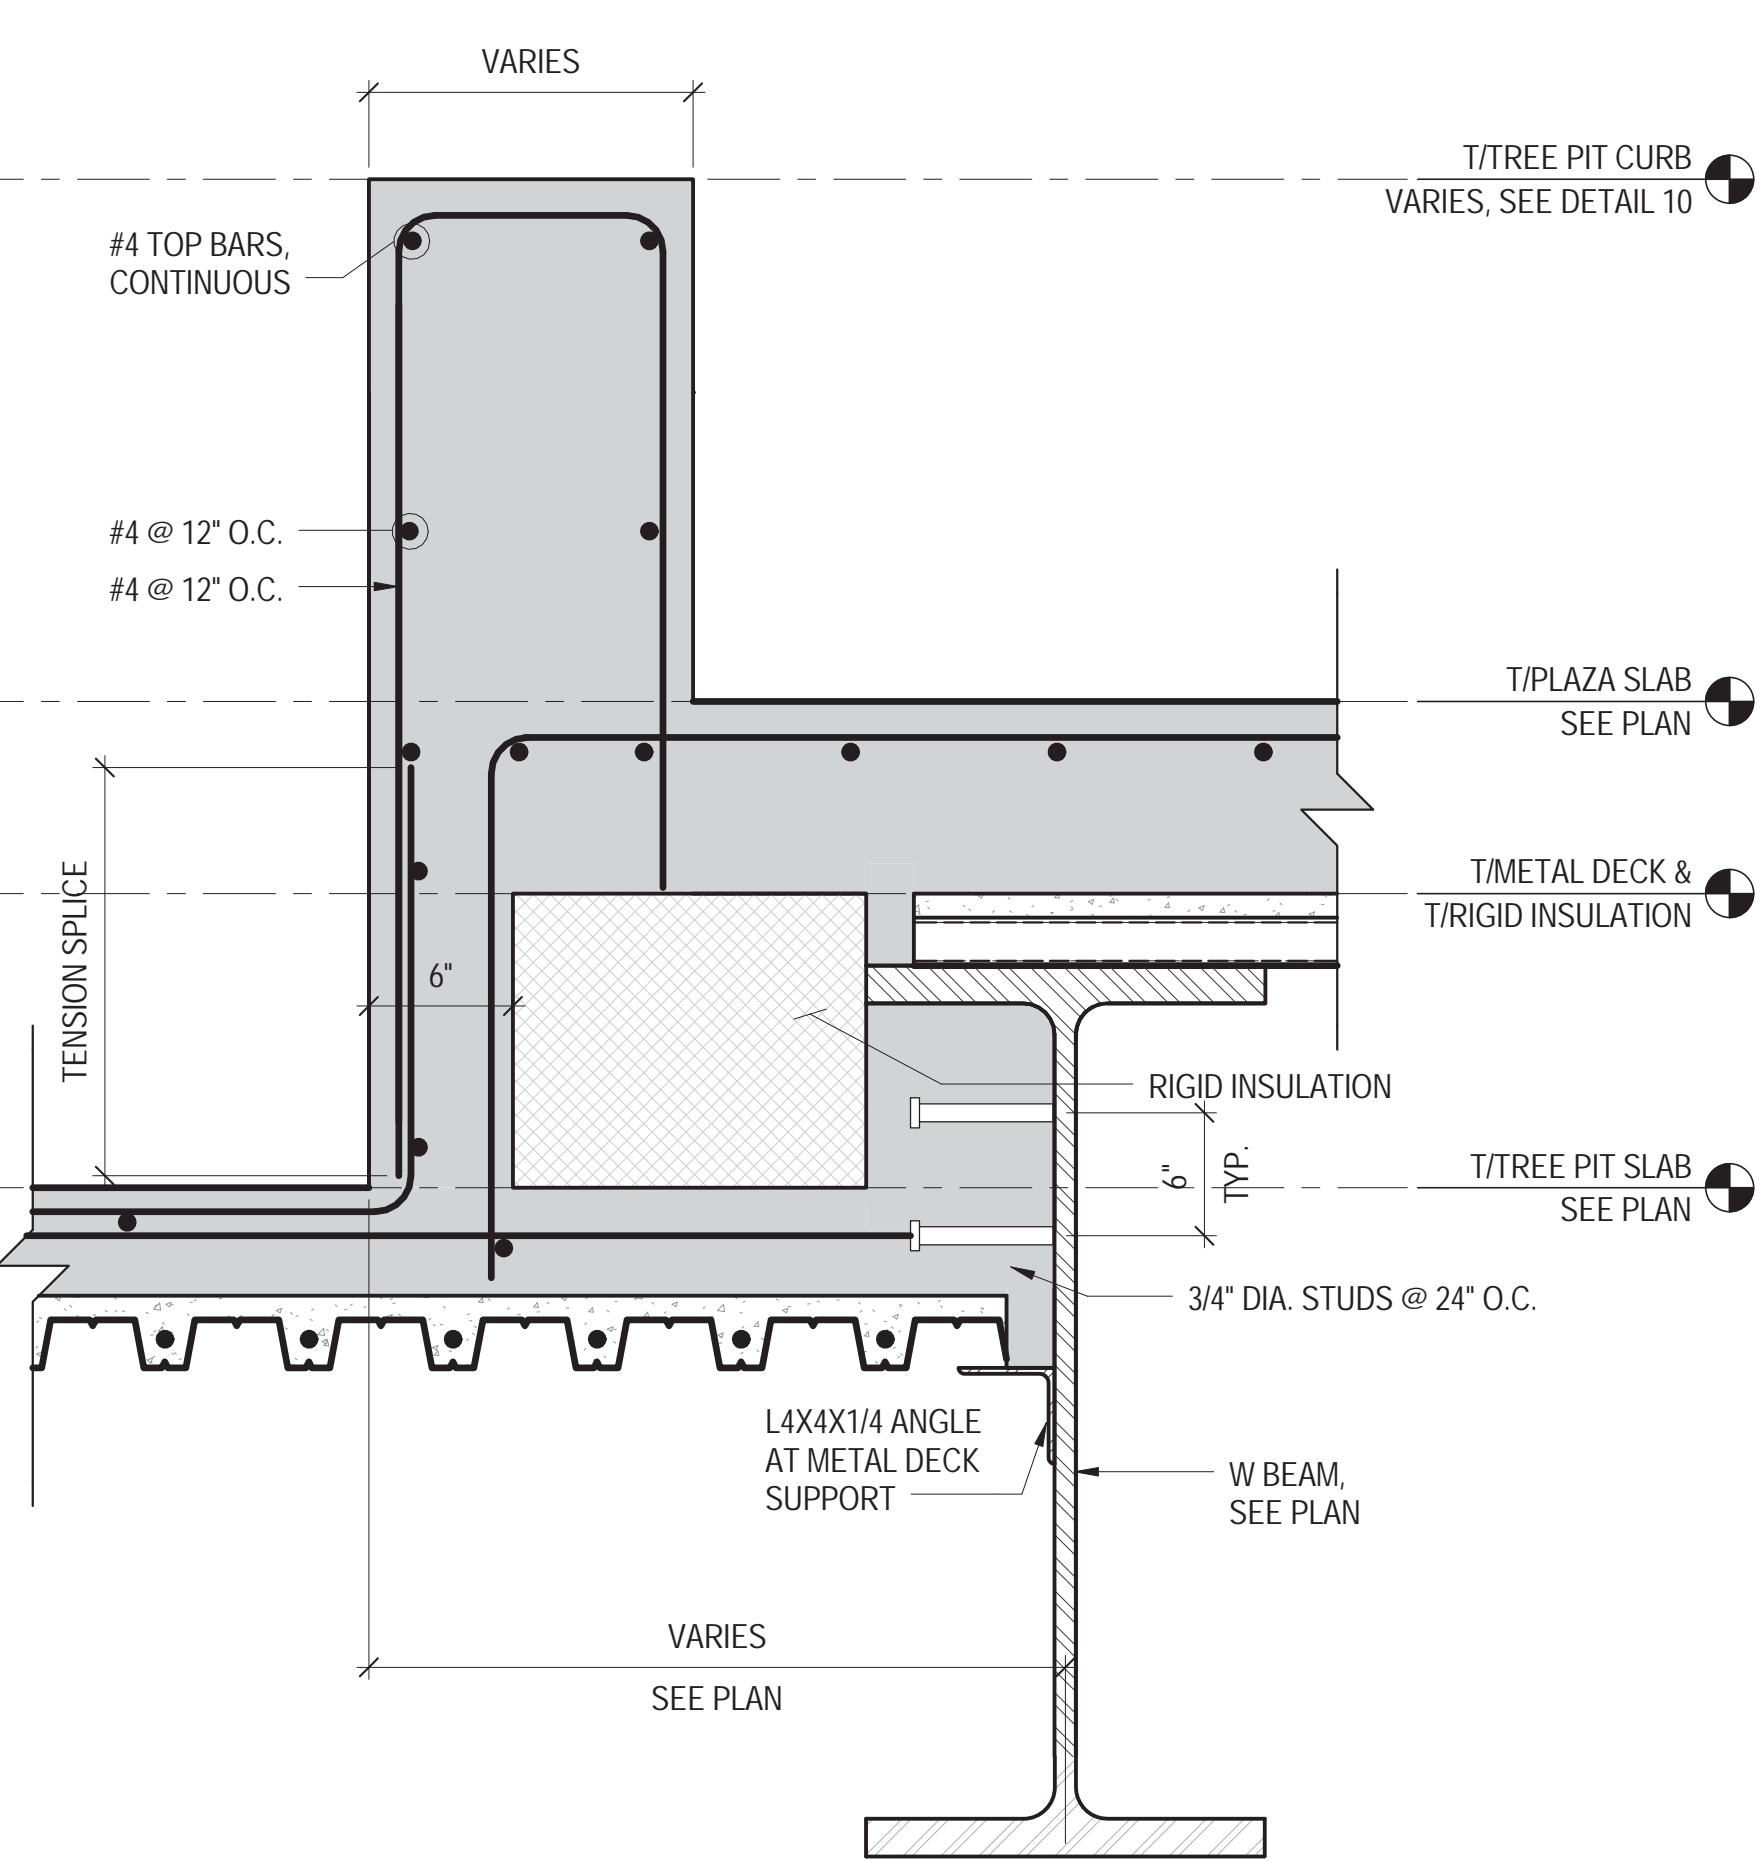 VARIES
T/TREE PIT CURB
VARIES, SEE DETAIL 10
#4 TOP BARS,
CONTINUOUS
#4 @ 12" O.C.
#4 @ 12" O.C.
T/PLAZA SLAB
SEE PLAN
T/METAL DECK &
T/RIGID INSULATION
TENSION SPLICE
6"
RIGID INSULATION
6"
TYP.
T/TREE PIT SLAB
SEE PLAN
3/4" DIA. STUDS @ 24" O.C.
L4X4X1/4 ANGLE
AT METAL DECK
SUPPORT
W BEAM,
SEE PLAN
VARIES
SEE PLAN